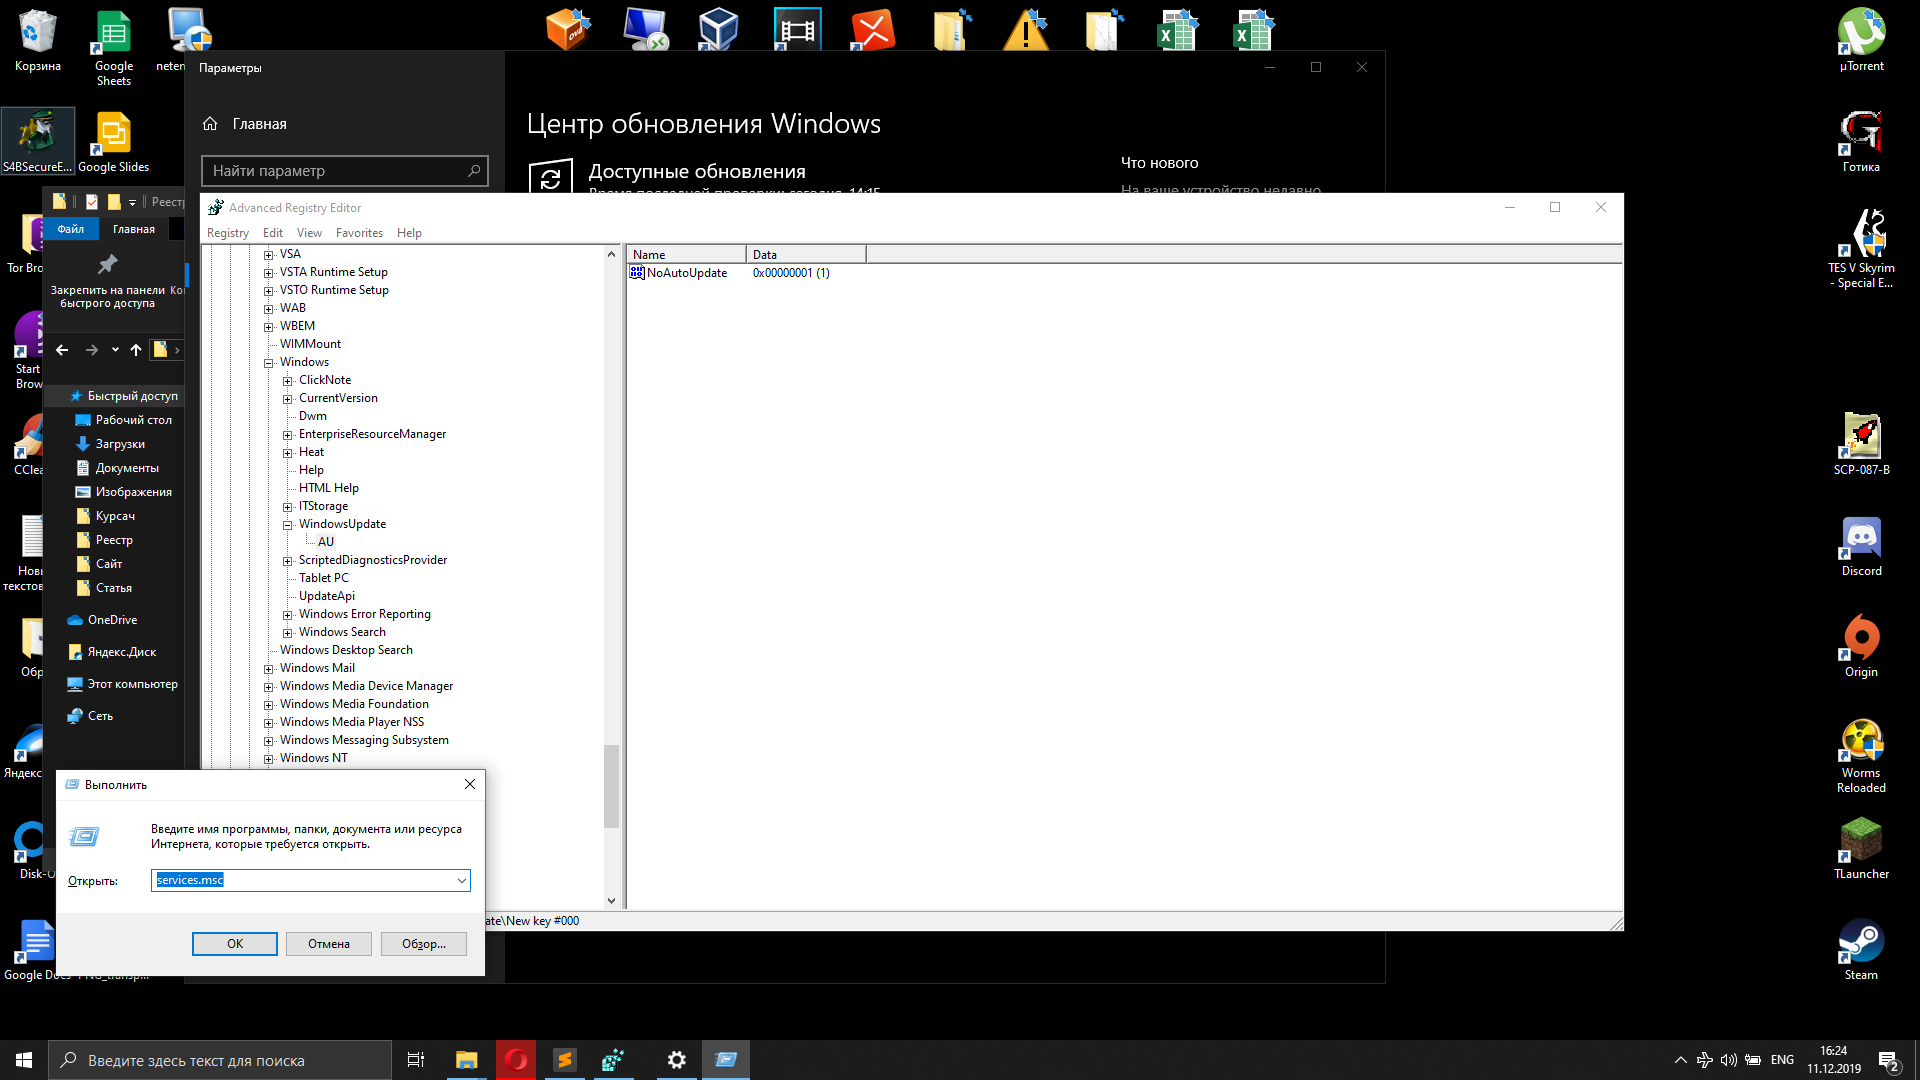 Корзина
Google
Sheets
neten
µTorrent
S4BSecureE...
Google Slides
Готика
Tor Bro
TES V Skyrim
- Special E...
Start
Brow
CClea
SCP-087-B
Новы
текстов
Discord
Обр
Origin
Яндекс
Worms
Reloaded
Disk-O
TLauncher
Google Docs
Steam
Параметры
Главная
Найти параметр
Центр обновления Windows
Доступные обновления
Время последней проверки: сегодня, 14:15
Что нового
На ваше устройство недавно
Реестр
Файл
Главная
Закрепить на панели
быстрого доступа
Ко
Быстрый доступ
Рабочий стол
Загрузки
Документы
Изображения
Курсач
Реестр
Сайт
Статья
OneDrive
Яндекс.Диск
Этот компьютер
Сеть
Advanced Registry Editor
Registry Edit View Favorites Help
VSA
VSTA Runtime Setup
VSTO Runtime Setup
WAB
WBEM
WIMMount
Windows
ClickNote
CurrentVersion
Dwm
EnterpriseResourceManager
Heat
Help
HTML Help
ITStorage
WindowsUpdate
AU
ScriptedDiagnosticsProvider
Tablet PC
UpdateApi
Windows Error Reporting
Windows Search
Windows Desktop Search
Windows Mail
Windows Media Device Manager
Windows Media Foundation
Windows Media Player NSS
Windows Messaging Subsystem
Windows NT
Name Data
NoAutoUpdate 0x00000001 (1)
ate\New key #000
Выполнить
Введите имя программы, папки, документа или ресурса
Интернета, которые требуется открыть.
Открыть: services.msc
OK Отмена Обзор...
Введите здесь текст для поиска
ENG
16:24
11.12.2019
2